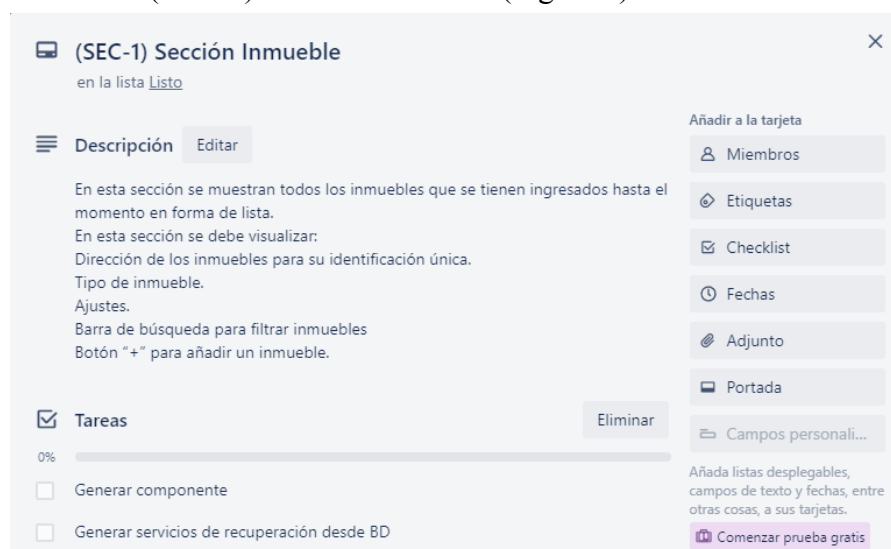 (SEC-1) Sección Inmueble
en la lista Listo
Descripción Editar
En esta sección se muestran todos los inmuebles que se tienen ingresados hasta el
momento en forma de lista.
En esta sección se debe visualizar:
Dirección de los inmuebles para su identificación única.
Tipo de inmueble.
Ajustes.
Barra de búsqueda para filtrar inmuebles
Botón “+” para añadir un inmueble.
Tareas Eliminar
0%
Generar componente
Generar servicios de recuperación desde BD
Añadir a la tarjeta
Miembros
Etiquetas
Checklist
Fechas
Adjunto
Portada
Campos personali...
Añada listas desplegables,
campos de texto y fechas, entre
otras cosas, a sus tarjetas.
Comenzar prueba gratis